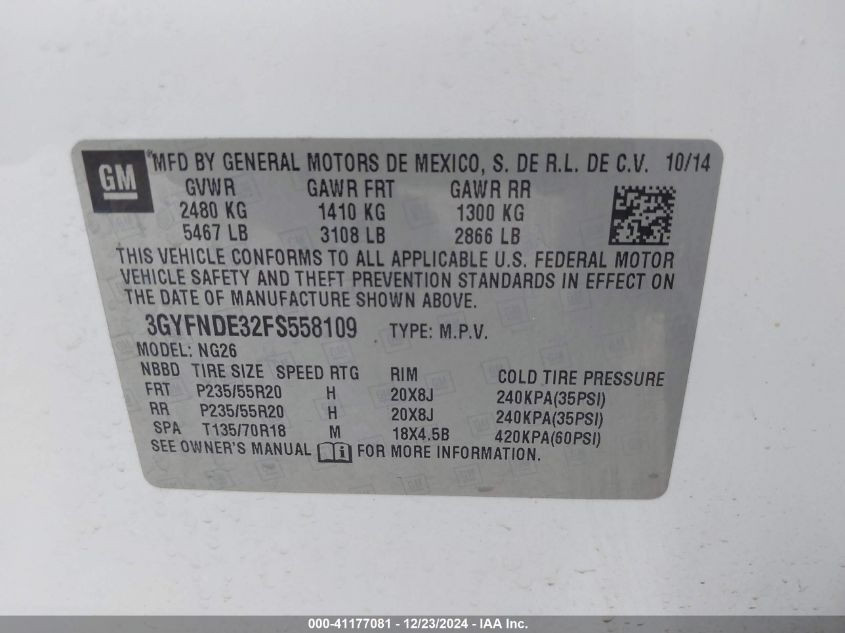 GM
®MFD BY GENERAL MOTORS DE MEXICO, S. DE R.L. DE C.V. 10/14
GVWR GAWR FRT GAWR RR
2480 KG 1410 KG 1300 KG
5467 LB 3108 LB 2866 LB
THIS VEHICLE CONFORMS TO ALL APPLICABLE U.S. FEDERAL MOTOR
VEHICLE SAFETY AND THEFT PREVENTION STANDARDS IN EFFECT ON
THE DATE OF MANUFACTURE SHOWN ABOVE.
3GYFNDE32FS558109 TYPE: M.P.V.
MODEL: NG26
NBBD TIRE SIZE SPEED RTG RIM COLD TIRE PRESSURE
FRT P235/55R20 H 20X8J 240KPA(35PSI)
RR P235/55R20 H 20X8J 240KPA(35PSI)
SPA T135/70R18 M 18X4.5B 420KPA(60PSI)
SEE OWNER'S MANUAL i FOR MORE INFORMATION.
000-41177081 - 12/23/2024 - IAA Inc.